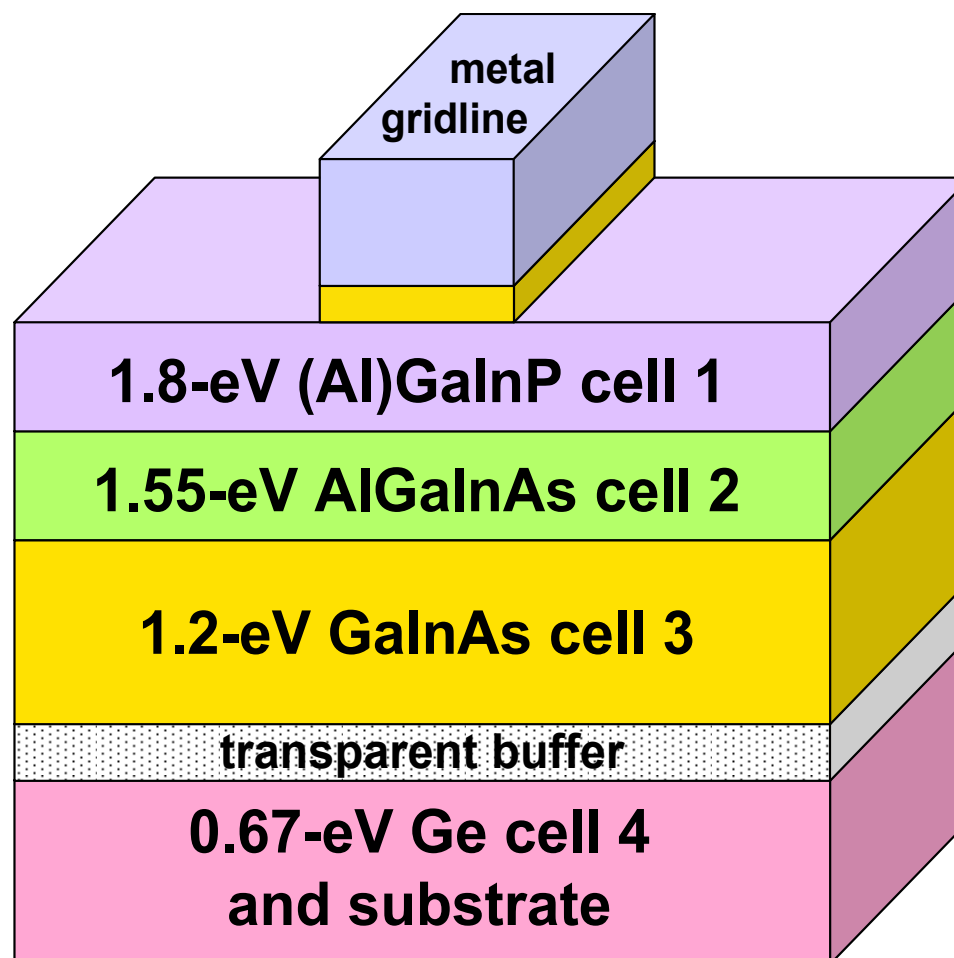 metal
gridline
1.8-eV (Al)GaInP cell 1
1.55-eV AlGaInAs cell 2
1.2-eV GaInAs cell 3
transparent buffer
0.67-eV Ge cell 4
and substrate